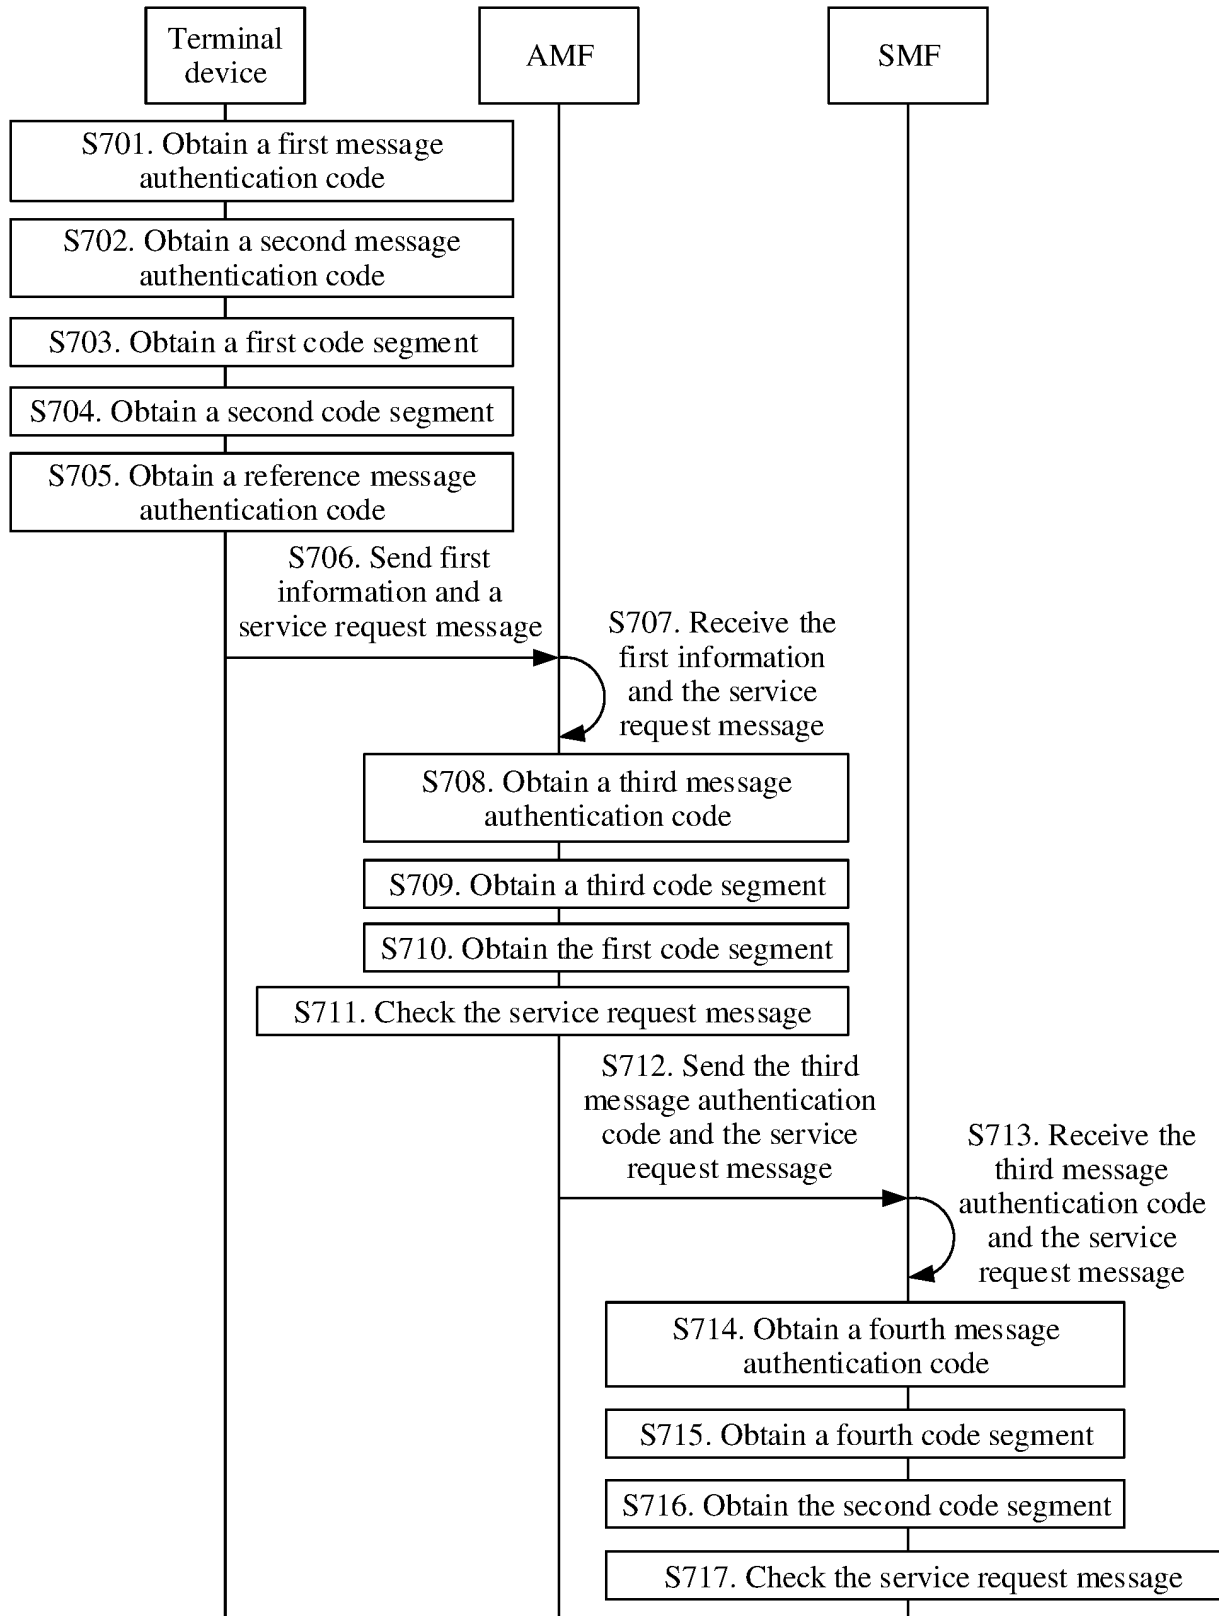 Terminal
device
AMF
SMF
S701. Obtain a first message
authentication code
S702. Obtain a second message
authentication code
S703. Obtain a first code segment
S704. Obtain a second code segment
S705. Obtain a reference message
authentication code
S706. Send first
information and a
service request message
S707. Receive the
first information
and the service
request message
S708. Obtain a third message
authentication code
S709. Obtain a third code segment
S710. Obtain the first code segment
S711. Check the service request message
S712. Send the third
message authentication
code and the service
request message
S713. Receive the
third message
authentication code
and the service
request message
S714. Obtain a fourth message
authentication code
S715. Obtain a fourth code segment
S716. Obtain the second code segment
S717. Check the service request message